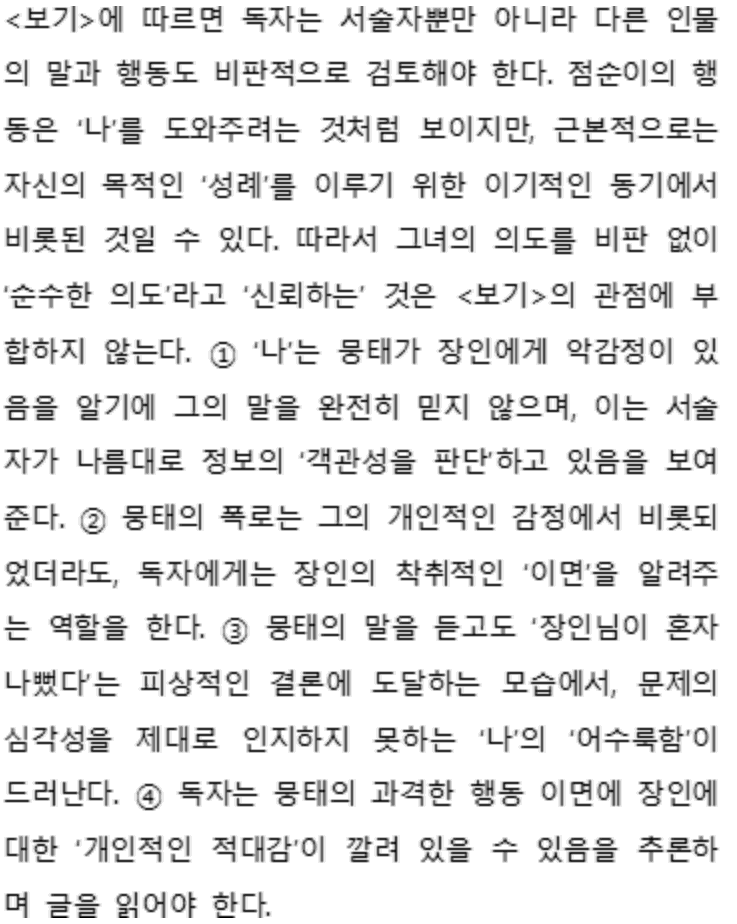 <보기>에 따르면 독자는 서술자뿐만 아니라 다른 인물
의 말과 행동도 비판적으로 검토해야 한다. 점순이의 행
동은 ‘나’를 도와주려는 것처럼 보이지만, 근본적으로는
자신의 목적인 ‘성례’를 이루기 위한 이기적인 동기에서
비롯된 것일 수 있다. 따라서 그녀의 의도를 비판 없이
‘순수한 의도’라고 ‘신뢰하는’ 것은 <보기>의 관점에 부
합하지 않는다. ① ‘나’는 뭉태가 장인에게 악감정이 있
음을 알기에 그의 말을 완전히 믿지 않으며, 이는 서술
자가 나름대로 정보의 ‘객관성을 판단’하고 있음을 보여
준다. ② 뭉태의 폭로는 그의 개인적인 감정에서 비롯되
었더라도, 독자에게는 장인의 착취적인 ‘이면’을 알려주
는 역할을 한다. ③ 뭉태의 말을 듣고도 ‘장인님이 혼자
나뻤다’는 피상적인 결론에 도달하는 모습에서, 문제의
심각성을 제대로 인지하지 못하는 ‘나’의 ‘어수룩함’이
드러난다. ④ 독자는 뭉태의 과격한 행동 이면에 장인에
대한 ‘개인적인 적대감’이 깔려 있을 수 있음을 추론하
며 글을 읽어야 한다.